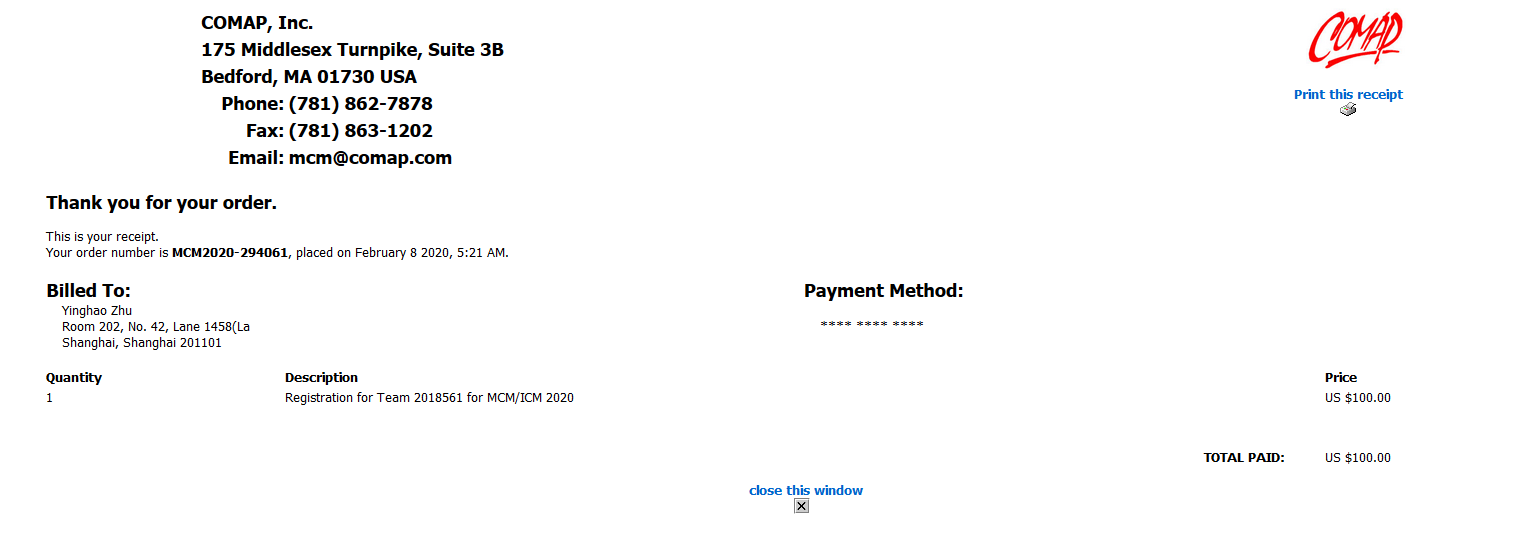 COMAP, Inc.
175 Middlesex Turnpike, Suite 3B
Bedford, MA 01730 USA
Phone: (781) 862-7878
Fax: (781) 863-1202
Email: mcm@comap.com
COMAP
Print this receipt
Thank you for your order.
This is your receipt.
Your order number is MCM2020-294061, placed on February 8 2020, 5:21 AM.
Billed To:
Yinghao Zhu
Room 202, No. 42, Lane 1458(La
Shanghai, Shanghai 201101
Payment Method:
**** **** ****
Quantity Description Price
1 Registration for Team 2018561 for MCM/ICM 2020 US $100.00
TOTAL PAID: US $100.00
close this window